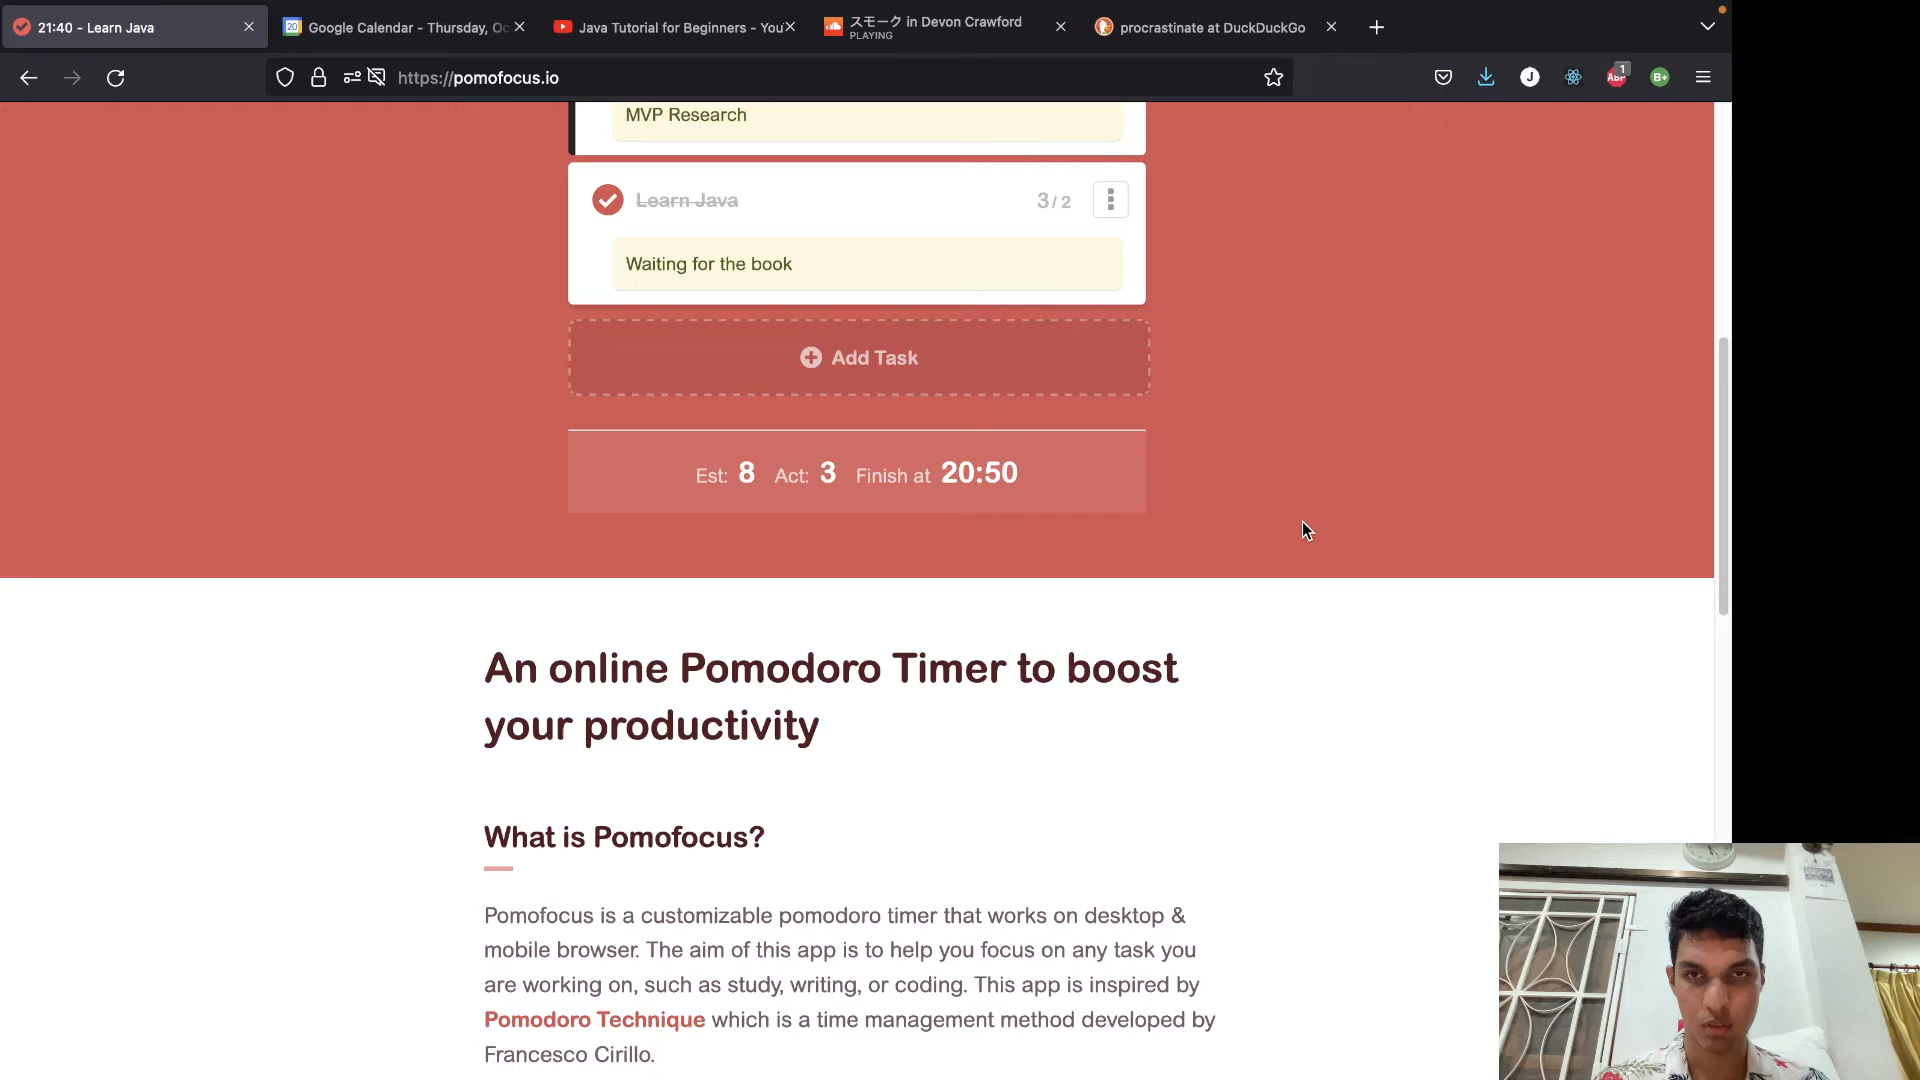 21:40 - Learn Java
Google Calendar - Thursday, Oc
Java Tutorial for Beginners - You
スモーク in Devon Crawford
PLAYING
procrastinate at DuckDuckGo
https://pomofocus.io
J
ABP
1
B+
20
MVP Research
Learn Java
3 / 2
Waiting for the book
Add Task
Est: 8 Act: 3 Finish at 20:50
An online Pomodoro Timer to boost
your productivity
What is Pomofocus?
Pomofocus is a customizable pomodoro timer that works on desktop &
mobile browser. The aim of this app is to help you focus on any task you
are working on, such as study, writing, or coding. This app is inspired by
Pomodoro Technique which is a time management method developed by
Francesco Cirillo.